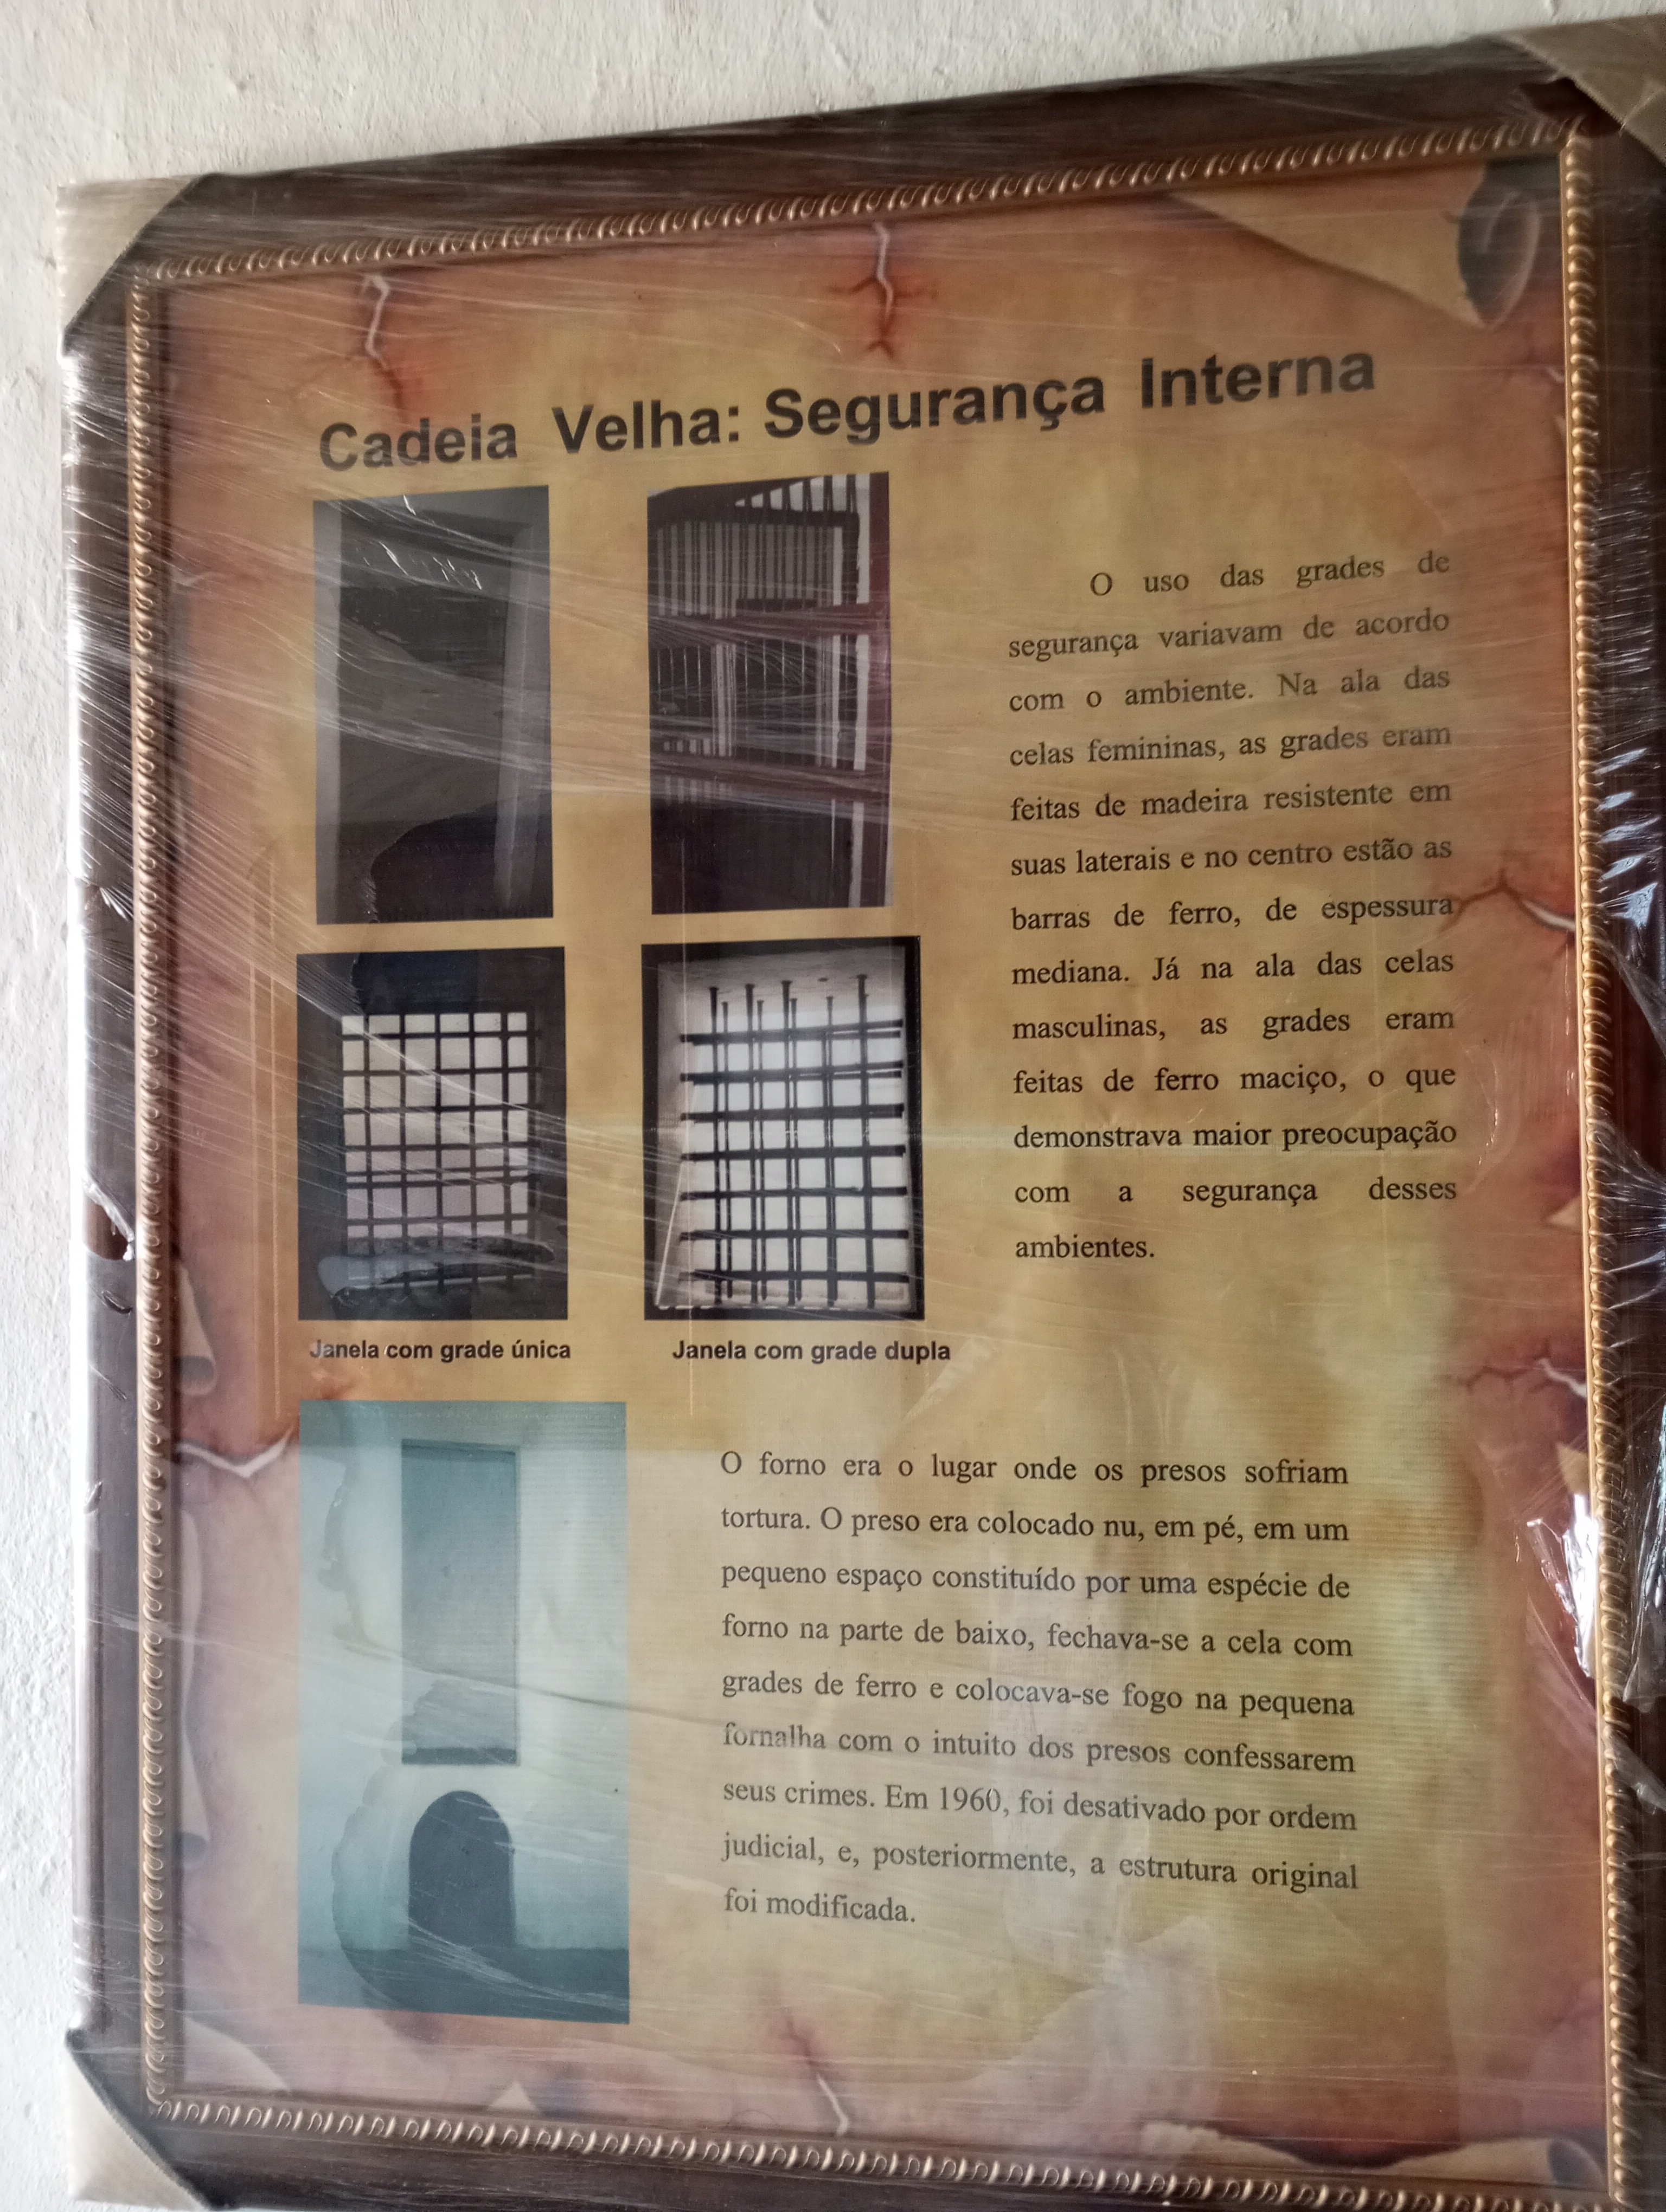 Cadeia Velha: Segurança Interna
O uso das grades de
segurança variavam de acordo
com o ambiente. Na ala das
celas femininas, as grades eram
feitas de madeira resistente em
suas laterais e no centro estão as
barras de ferro, de espessura
mediana. Já na ala das celas
masculinas, as grades eram
feitas de ferro maciço, o que
demonstrava maior preocupação
com a segurança desses
ambientes.
Janela com grade única
Janela com grade dupla
O forno era o lugar onde os presos sofriam
tortura. O preso era colocado nu, em pé, em um
pequeno espaço constituído por uma espécie de
forno na parte de baixo, fechava-se a cela com
grades de ferro e colocava-se fogo na pequena
fornalha com o intuito dos presos confessarem
seus crimes. Em 1960, foi desativado por ordem
judicial, e, posteriormente, a estrutura original
foi modificada.